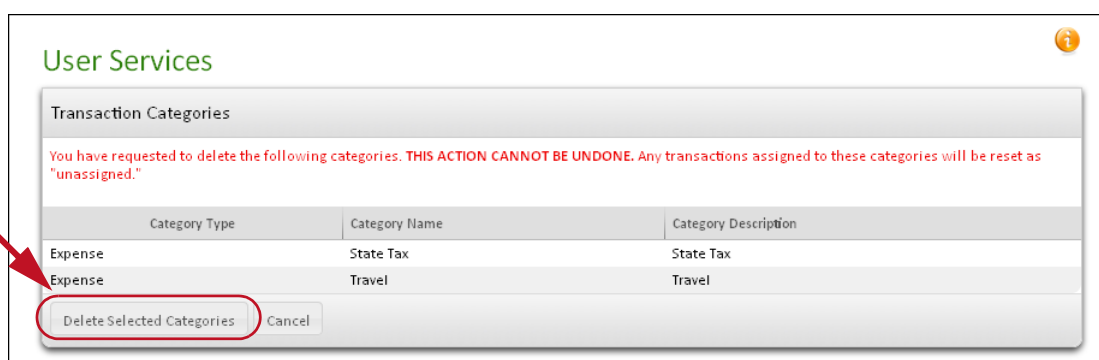 User Services
Transaction Categories
You have requested to delete the following categories. THIS ACTION CANNOT BE UNDONE. Any transactions assigned to these categories will be reset as
"unassigned."
Category Type Category Name Category Description
Expense State Tax State Tax
Expense Travel Travel
Delete Selected Categories Cancel